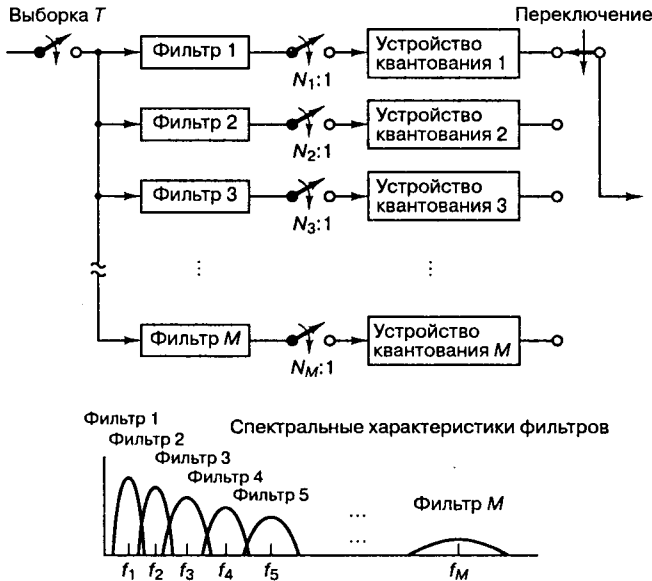 Выборка T
Переключение
Фильтр 1
N₁:1
Устройство
квантования 1
Фильтр 2
N₂:1
Устройство
квантования 2
Фильтр 3
N₃:1
Устройство
квантования 3
Фильтр M
N_M:1
Устройство
квантования M
Спектральные характеристики фильтров
Фильтр 1
Фильтр 2
Фильтр 3
Фильтр 4
Фильтр 5
Фильтр M
f₁ f₂ f₃ f₄ f₅ f_M